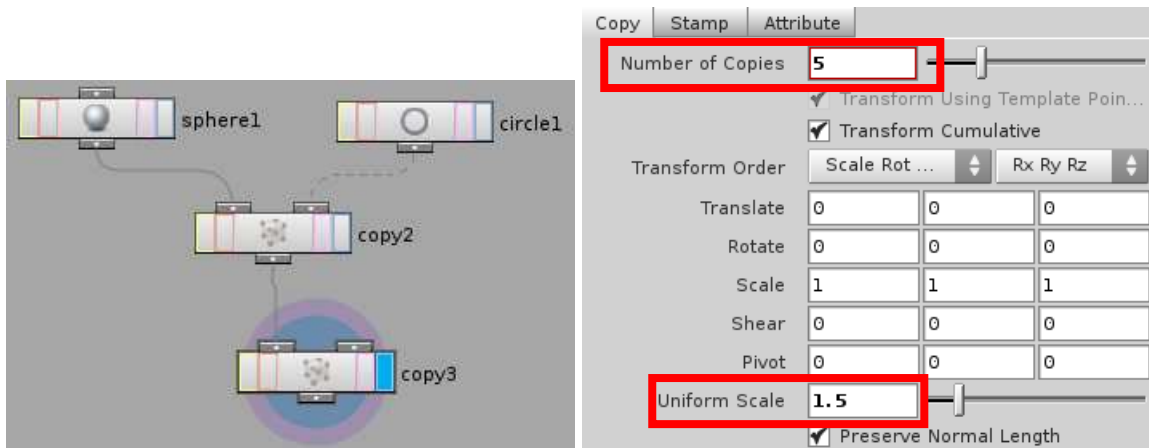 sphere1
circle1
copy2
copy3
Copy Stamp Attribute
Number of Copies 5
Transform Using Template Poin...
Transform Cumulative
Transform Order Scale Rot ... Rx Ry Rz
Translate 0 0 0
Rotate 0 0 0
Scale 1 1 1
Shear 0 0 0
Pivot 0 0 0
Uniform Scale 1.5
Preserve Normal Length